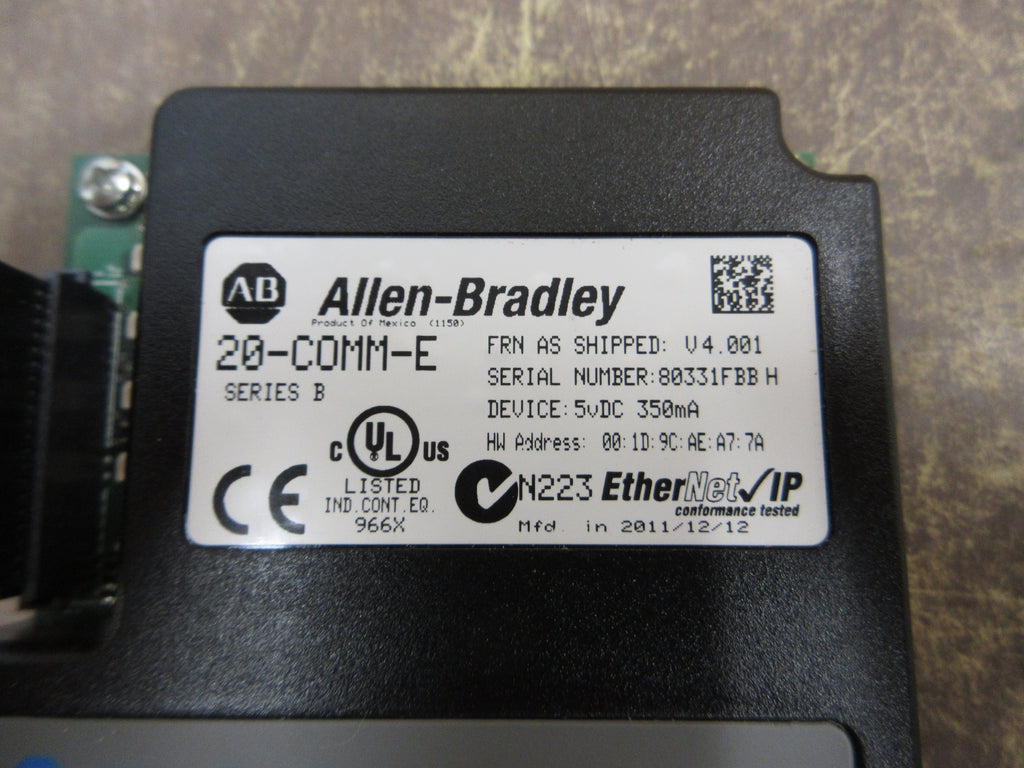 AB Allen-Bradley
Product Of Mexico (1150)
20-COMM-E
SERIES B
FRN AS SHIPPED: V4.001
SERIAL NUMBER:80331FBB H
DEVICE:5vDC 350mA
HW Address: 00:1D:9C:AE:A7:7A
C UL US
LISTED
IND.CONT.EQ.
966X
CE
N223 EtherNet/IP
conformance tested
Mfd. in 2011/12/12